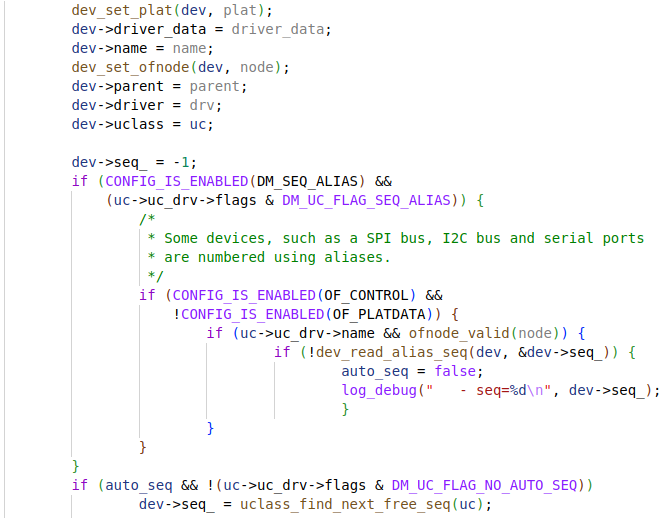 dev_set_plat(dev, plat);
dev->driver_data = driver_data;
dev->name = name;
dev_set_ofnode(dev, node);
dev->parent = parent;
dev->driver = drv;
dev->uclass = uc;

dev->seq_ = -1;
if (CONFIG_IS_ENABLED(DM_SEQ_ALIAS) &&
    (uc->uc_drv->flags & DM_UC_FLAG_SEQ_ALIAS)) {
        /*
         * Some devices, such as a SPI bus, I2C bus and serial ports
         * are numbered using aliases.
         */
        if (CONFIG_IS_ENABLED(OF_CONTROL) &&
            !CONFIG_IS_ENABLED(OF_PLATDATA)) {
                if (uc->uc_drv->name && ofnode_valid(node)) {
                        if (!dev_read_alias_seq(dev, &dev->seq_)) {
                                auto_seq = false;
                                log_debug("   - seq=%d\n", dev->seq_);
                                }
                }
        }
}
if (auto_seq && !(uc->uc_drv->flags & DM_UC_FLAG_NO_AUTO_SEQ))
        dev->seq_ = uclass_find_next_free_seq(uc);